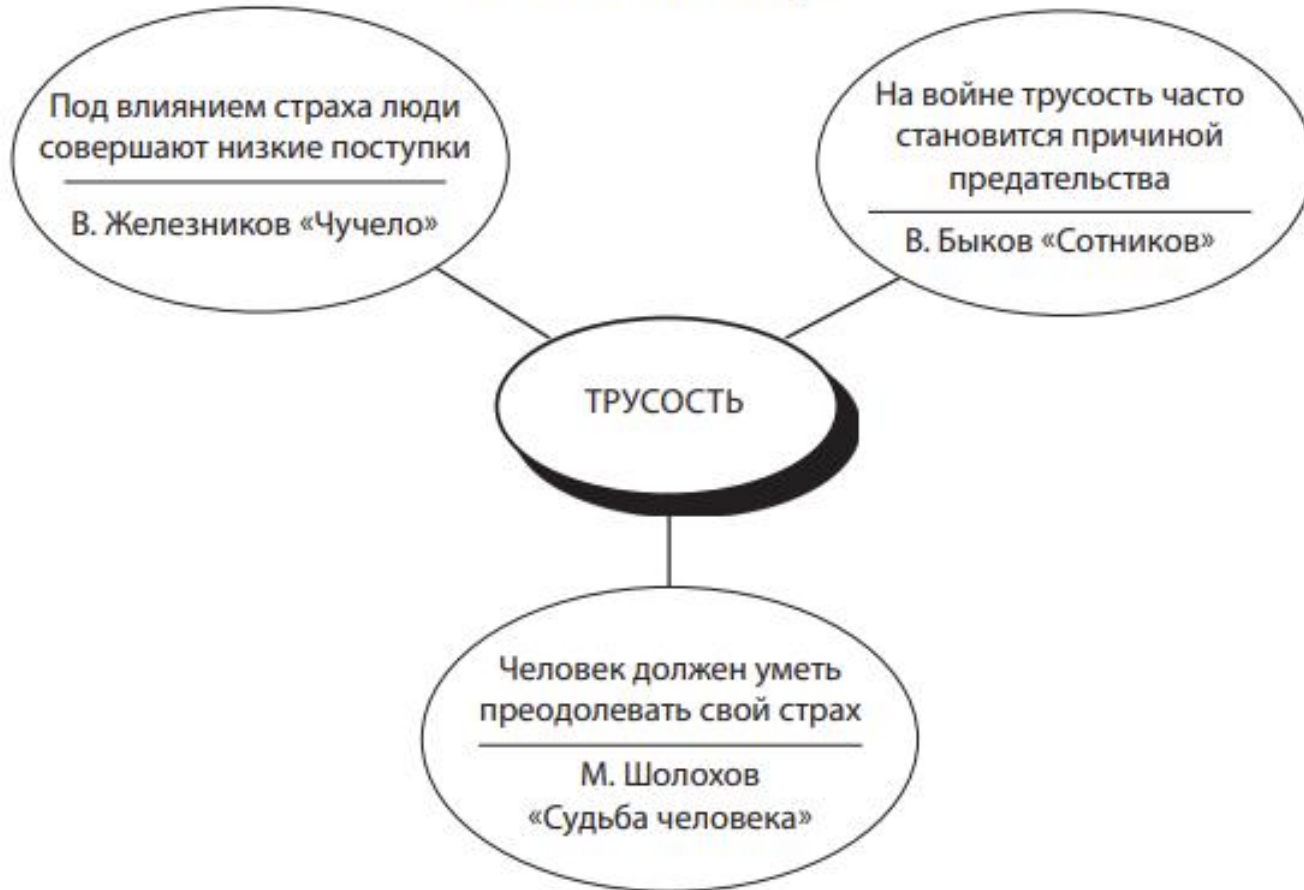 Под влиянием страха люди
совершают низкие поступки
В. Железников «Чучело»
На войне трусость часто
становится причиной
предательства
В. Быков «Сотников»
ТРУСОСТЬ
Человек должен уметь
преодолевать свой страх
М. Шолохов
«Судьба человека»